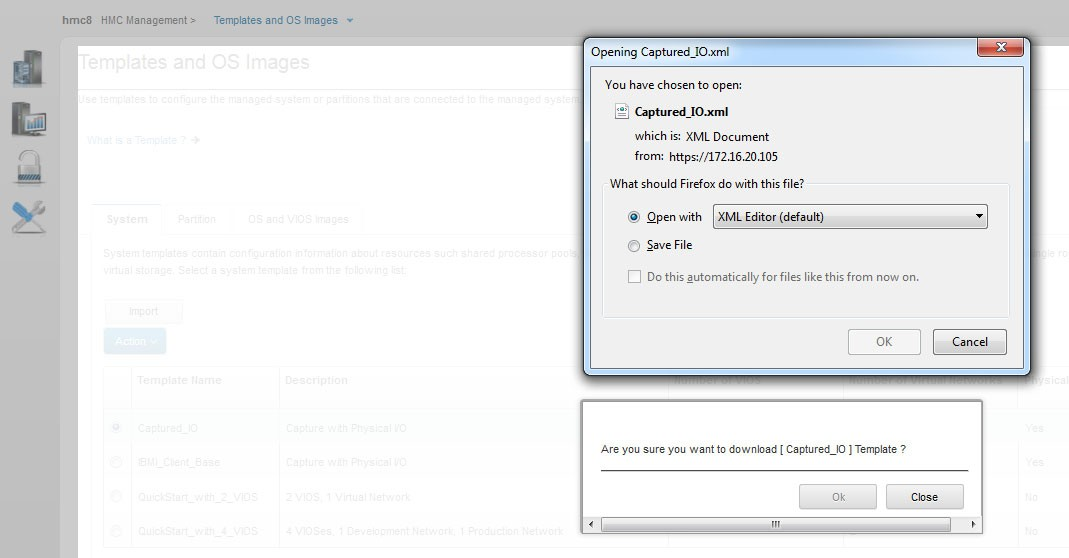 hmc8 HMC Management > Templates and OS Images
Templates and OS Images
Use templates to configure the managed system or partitions that are connected to the managed system
What is a Template ?
System Partition OS and VIOS Images
System templates contain configuration information about resources such shared processor pools,
virtual storage. Select a system template from the following list:
Import
Action
Template Name Description Number of VIOS Number of Virtual Networks Physical
Captured_IO Capture with Physical I/O Yes
IBMi_Client_Base Capture with Physical I/O Yes
QuickStart_with_2_VIOS 2 VIOS, 1 Virtual Network No
QuickStart_with_4_VIOS 4 VIOSes, 1 Development Network, 1 Production Network No
Opening Captured_IO.xml
You have chosen to open:
Captured_IO.xml
which is: XML Document
from: https://172.16.20.105
What should Firefox do with this file?
Open with XML Editor (default)
Save File
Do this automatically for files like this from now on.
OK Cancel
Are you sure you want to download [ Captured_IO ] Template ?
Ok Close